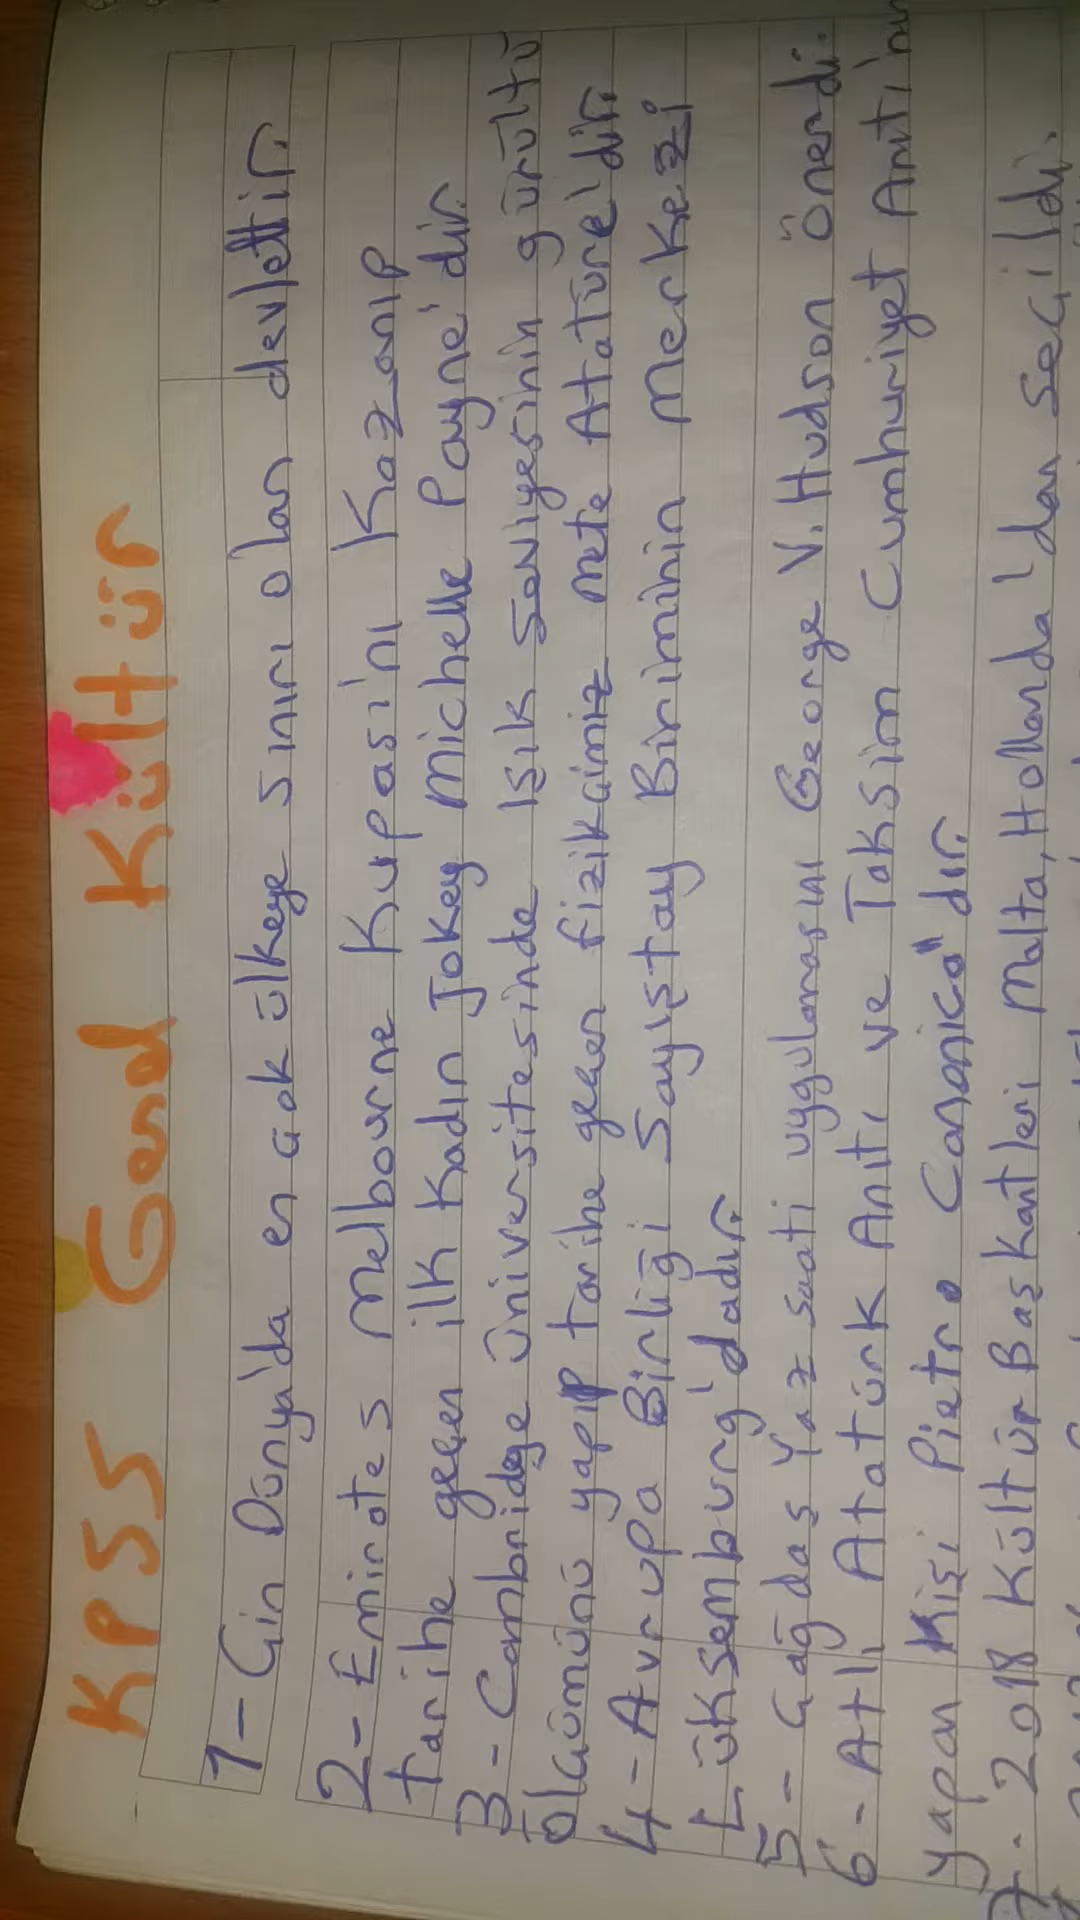 KPSS Genel Kültür
1- Çin Dünya'da en çok ülkeye sınırı olan devlettir.
2- Emirates Melbourne Kupası'nı Kazanıp
tarihe geçen ilk Kadın Jokey Michelle Payne'dir.
3- Cambridge üniversitesinde Işık Seviyesinin gürültü
ölçümünü yapıp tarihe geçen fizikçimiz Mete Atatüre'dir.
4- Avrupa Birliği Sayıştay Biriminin Merkezi
Lüksemburg'dadır.
5- Çağdaş Yaz saati uygulamasını George V. Hudson önerdi.
6- Atlı Atatürk Anıtı ve Taksim Cumhuriyet Anıtı'nı
yapan Kişi Pietro Canonica"dır.
7- 2018 Kültür Başkentleri Malta, Hollanda'dan Seçildi.